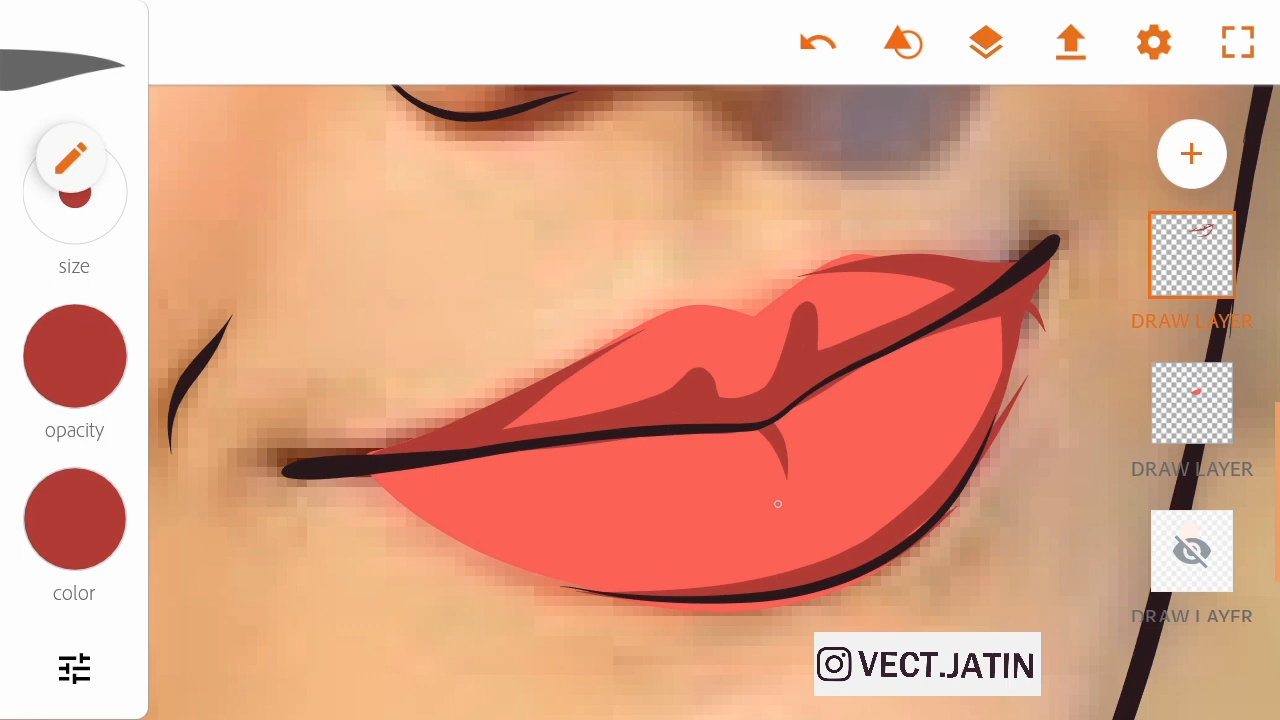 size
opacity
color
DRAW LAYER
DRAW LAYER
DRAW LAYER
VECT.JATIN